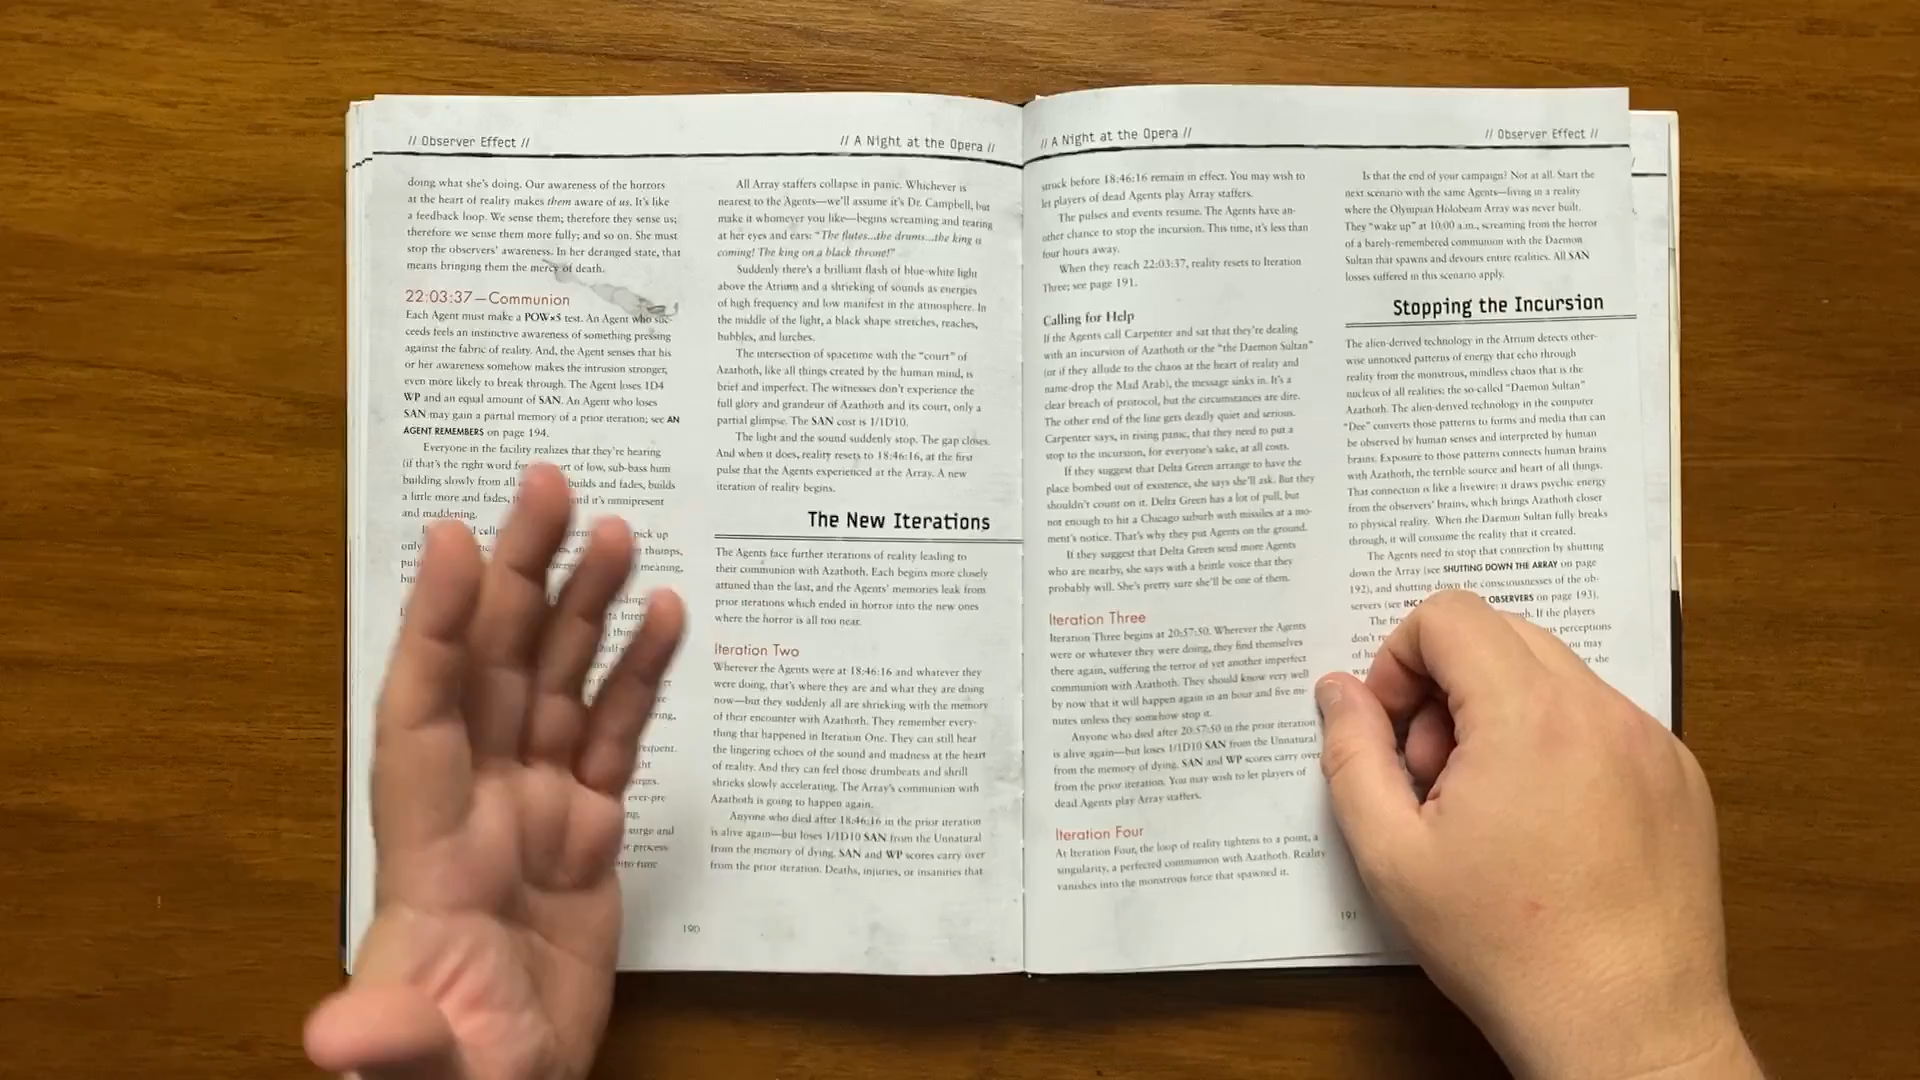 // Observer Effect //
// A Night at the Opera //
doing what she's doing. Our awareness of the horrors
at the heart of reality makes them aware of us. It's like
a feedback loop. We sense them; therefore they sense us;
therefore we sense them more fully; and so on. She must
stop the observers' awareness. In her deranged state, that
means bringing them the mercy of death.
22:03:37—Communion
Each Agent must make a POW×5 test. An Agent who suc-
ceeds feels an instinctive awareness of something pressing
against the fabric of reality. And, the Agent senses that his
or her awareness somehow makes the intrusion stronger,
even more likely to break through. The Agent loses 1D4
WP and an equal amount of SAN. An Agent who loses
SAN may gain a partial memory of a prior iteration; see AN
AGENT REMEMBERS on page 194.
Everyone in the facility realizes that they're hearing
(if that's the right word of low, sub-bass hum
building slowly from all builds and fades, builds
a little more and fades, until it's omnipresent
and maddening.
pick up
only thumps,
meaning,
ering,
equent.
surge and
process
All Array staffers collapse in panic. Whichever is
nearest to the Agents—we'll assume it's Dr. Campbell, but
make it whomever you like—begins screaming and tearing
at her eyes and ears: "The flutes...the drums...the king is
coming! The king on a black throne!"
Suddenly there's a brilliant flash of blue-white light
above the Atrium and a shrieking of sounds as energies
of high frequency and low manifest in the atmosphere. In
the middle of the light, a black shape stretches, reaches,
bubbles, and lurches.
The intersection of spacetime with the "court" of
Azathoth, like all things created by the human mind, is
brief and imperfect. The witnesses don't experience the
full glory and grandeur of Azathoth and its court, only a
partial glimpse. The SAN cost is 1/1D10.
The light and the sound suddenly stop. The gap closes.
And when it does, reality resets to 18:46:16, at the first
pulse that the Agents experienced at the Array. A new
iteration of reality begins.
The New Iterations
The Agents face further iterations of reality leading to
their communion with Azathoth. Each begins more closely
attuned than the last, and the Agents' memories leak from
prior iterations which ended in horror into the new ones
where the horror is all too near.
Iteration Two
Wherever the Agents were at 18:46:16 and whatever they
were doing, that's where they are and what they are doing
now—but they suddenly all are shrieking with the memory
of their encounter with Azathoth. They remember every-
thing that happened in Iteration One. They can still hear
the lingering echoes of the sound and madness at the heart
of reality. And they can feel those drumbeats and shrill
shrieks slowly accelerating. The Array's communion with
Azathoth is going to happen again.
Anyone who died after 18:46:16 in the prior iteration
is alive again—but loses 1/1D10 SAN from the Unnatural
from the memory of dying. SAN and WP scores carry over
from the prior iteration. Deaths, injuries, or insanities that
190
// A Night at the Opera //
// Observer Effect //
struck before 18:46:16 remain in effect. You may wish to
let players of dead Agents play Array staffers.
The pulses and events resume. The Agents have an-
other chance to stop the incursion. This time, it's less than
four hours away.
When they reach 22:03:37, reality resets to Iteration
Three; see page 191.
Calling for Help
If the Agents call Carpenter and sat that they're dealing
with an incursion of Azathoth or the "the Daemon Sultan"
(or if they allude to the chaos at the heart of reality and
name-drop the Mad Arab), the message sinks in. It's a
clear breach of protocol, but the circumstances are dire.
The other end of the line gets deadly quiet and serious.
Carpenter says, in rising panic, that they need to put a
stop to the incursion, for everyone's sake, at all costs.
If they suggest that Delta Green arrange to have the
place bombed out of existence, she says she'll ask. But they
shouldn't count on it. Delta Green has a lot of pull, but
not enough to hit a Chicago suburb with missiles at a mo-
ment's notice. That's why they put Agents on the ground.
If they suggest that Delta Green send more Agents
who are nearby, she says with a brittle voice that they
probably will. She's pretty sure she'll be one of them.
Iteration Three
Iteration Three begins at 20:57:50. Wherever the Agents
were or whatever they were doing, they find themselves
there again, suffering the terror of yet another imperfect
communion with Azathoth. They should know very well
by now that it will happen again in an hour and five mi-
nutes unless they somehow stop it.
Anyone who died after 20:57:50 in the prior iteration
is alive again—but loses 1/1D10 SAN from the Unnatural
from the memory of dying. SAN and WP scores carry over
from the prior iteration. You may wish to let players of
dead Agents play Array staffers.
Iteration Four
At Iteration Four, the loop of reality tightens to a point, a
singularity, a perfected communion with Azathoth. Reality
vanishes into the monstrous force that spawned it.
Is that the end of your campaign? Not at all. Start the
next scenario with the same Agents—living in a reality
where the Olympian Holobeam Array was never built.
They "wake up" at 10:00 a.m., screaming from the horror
of a barely-remembered communion with the Daemon
Sultan that spawns and devours entire realities. All SAN
losses suffered in this scenario apply.
Stopping the Incursion
The alien-derived technology in the Atrium detects other-
wise unnoticed patterns of energy that echo through
reality from the monstrous, mindless chaos that is the
nucleus of all realities: the so-called "Daemon Sultan"
Azathoth. The alien-derived technology in the computer
"Dee" converts those patterns to forms and media that can
be observed by human senses and interpreted by human
brains. Exposure to those patterns connects human brains
with Azathoth, the terrible source and heart of all things.
That connection is like a livewire: it draws psychic energy
from the observers' brains, which brings Azathoth closer
to physical reality. When the Daemon Sultan fully breaks
through, it will consume the reality that it created.
The Agents need to stop that connection by shutting
down the Array (see SHUTTING DOWN THE ARRAY on page
192), and shutting down the consciousnesses of the ob-
servers (see OBSERVERS on page 193).
The If the players
don't perceptions
you may
she
191